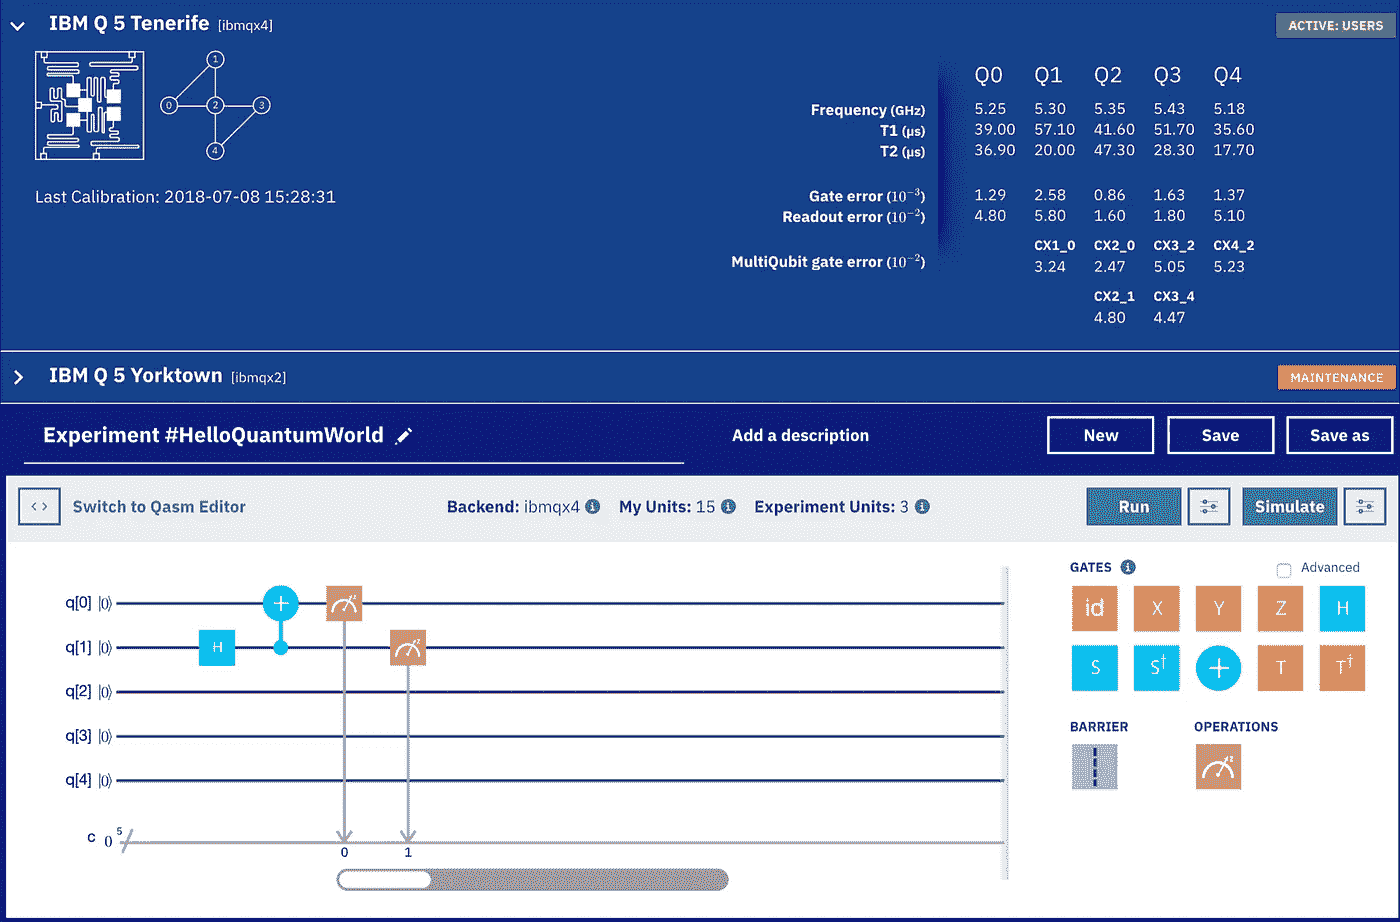 IBM Q 5 Tenerife [ibmqx4]
ACTIVE: USERS
1
0 2 3
4
Last Calibration: 2018-07-08 15:28:31
Q0 Q1 Q2 Q3 Q4
Frequency (GHz) 5.25 5.30 5.35 5.43 5.18
T1 (µs) 39.00 57.10 41.60 51.70 35.60
T2 (µs) 36.90 20.00 47.30 28.30 17.70
Gate error (10⁻³) 1.29 2.58 0.86 1.63 1.37
Readout error (10⁻²) 4.80 5.80 1.60 1.80 5.10
CX1_0 CX2_0 CX3_2 CX4_2
MultiQubit gate error (10⁻²) 3.24 2.47 5.05 5.23
CX2_1 CX3_4
4.80 4.47
IBM Q 5 Yorktown [ibmqx2]
MAINTENANCE
Experiment #HelloQuantumWorld
Add a description
New
Save
Save as
<> Switch to Qasm Editor
Backend: ibmqx4 i My Units: 15 i Experiment Units: 3 i
Run
Simulate
q[0] |0⟩ +
q[1] |0⟩ H
q[2] |0⟩
q[3] |0⟩
q[4] |0⟩
c 0 5
0 1
GATES i Advanced
id X Y Z H
S S† + T T†
BARRIER OPERATIONS